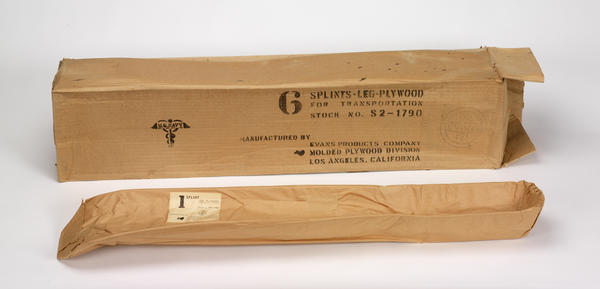 6 SPLINTS-LEG-PLYWOOD
FOR TRANSPORTATION
STOCK NO. S2-1790
U.S. NAVY
MANUFACTURED BY
EVANS PRODUCTS COMPANY
MOLDED PLYWOOD DIVISION
LOS ANGELES, CALIFORNIA
1 SPLINT